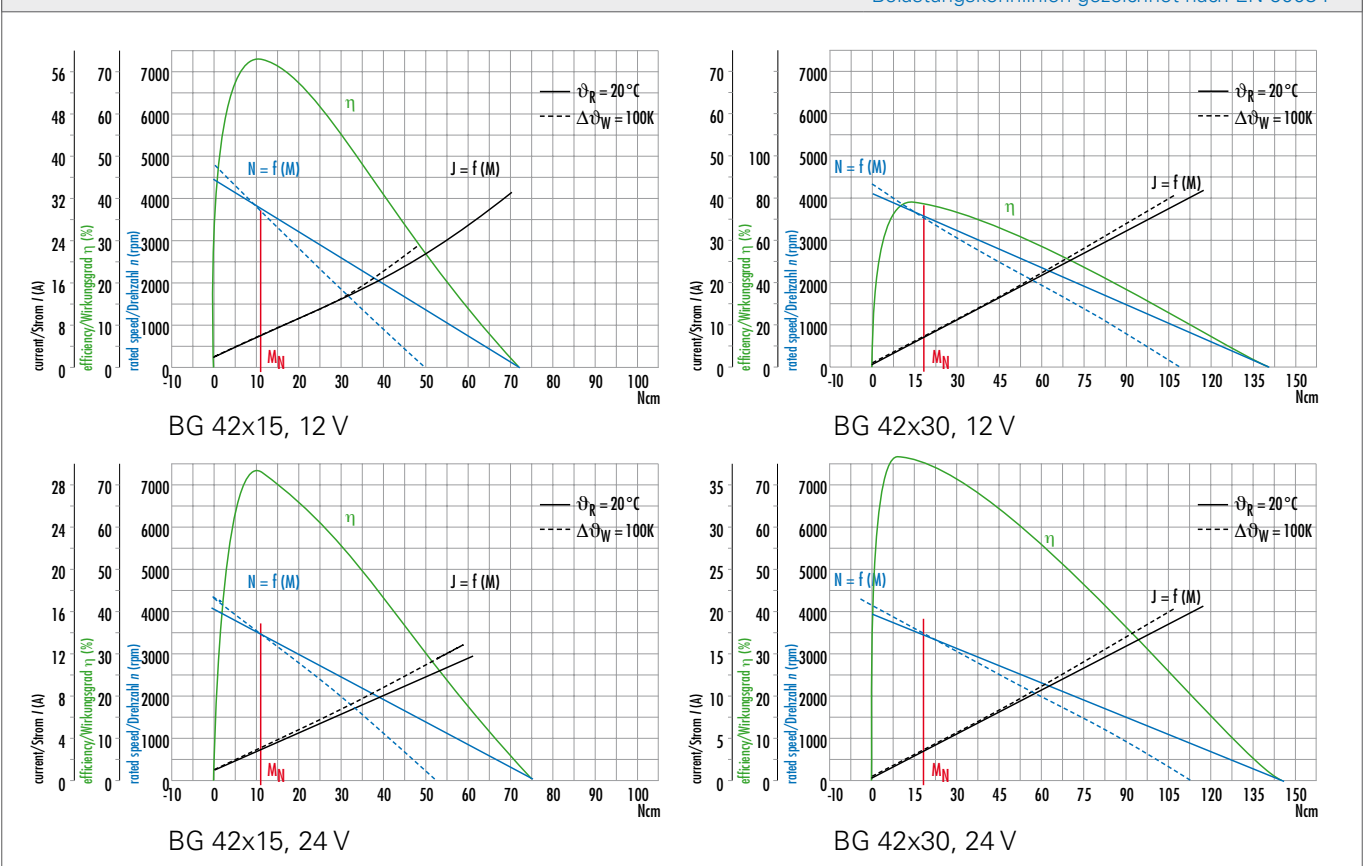 Belastungskennlinien gezeichnet nach EN 60034
56 70 7000
48 60 6000
40 50 5000
32 40 4000
24 30 3000
16 20 2000
8 10 1000
0 0 0
current/Strom I (A)
efficiency/Wirkungsgrad η (%)
rated speed/Drehzahl n (rpm)
ϑR = 20°C
ΔϑW = 100K
η
N = f (M)
J = f (M)
MN
-10 0 10 20 30 40 50 60 70 80 90 100
Ncm
BG 42x15, 12 V
70 7000
60 6000
50 100 5000
40 80 4000
30 60 3000
20 40 2000
10 20 1000
0 0 0
current/Strom I (A)
efficiency/Wirkungsgrad η (%)
rated speed/Drehzahl n (rpm)
ϑR = 20°C
ΔϑW = 100K
N = f (M)
J = f (M)
η
MN
-10 0 15 30 45 60 75 90 105 120 135 150
Ncm
BG 42x30, 12 V
28 70 7000
24 60 6000
20 50 5000
16 40 4000
12 30 3000
8 20 2000
4 10 1000
0 0 0
current/Strom I (A)
efficiency/Wirkungsgrad η (%)
rated speed/Drehzahl n (rpm)
ϑR = 20°C
ΔϑW = 100K
η
N = f (M)
J = f (M)
MN
-10 0 10 20 30 40 50 60 70 80 90 100
Ncm
BG 42x15, 24 V
35 70 7000
30 60 6000
25 50 5000
20 40 4000
15 30 3000
10 20 2000
5 10 1000
0 0 0
current/Strom I (A)
efficiency/Wirkungsgrad η (%)
rated speed/Drehzahl n (rpm)
ϑR = 20°C
ΔϑW = 100K
η
N = f (M)
J = f (M)
MN
-10 0 15 30 45 60 75 90 105 120 135 150
Ncm
BG 42x30, 24 V